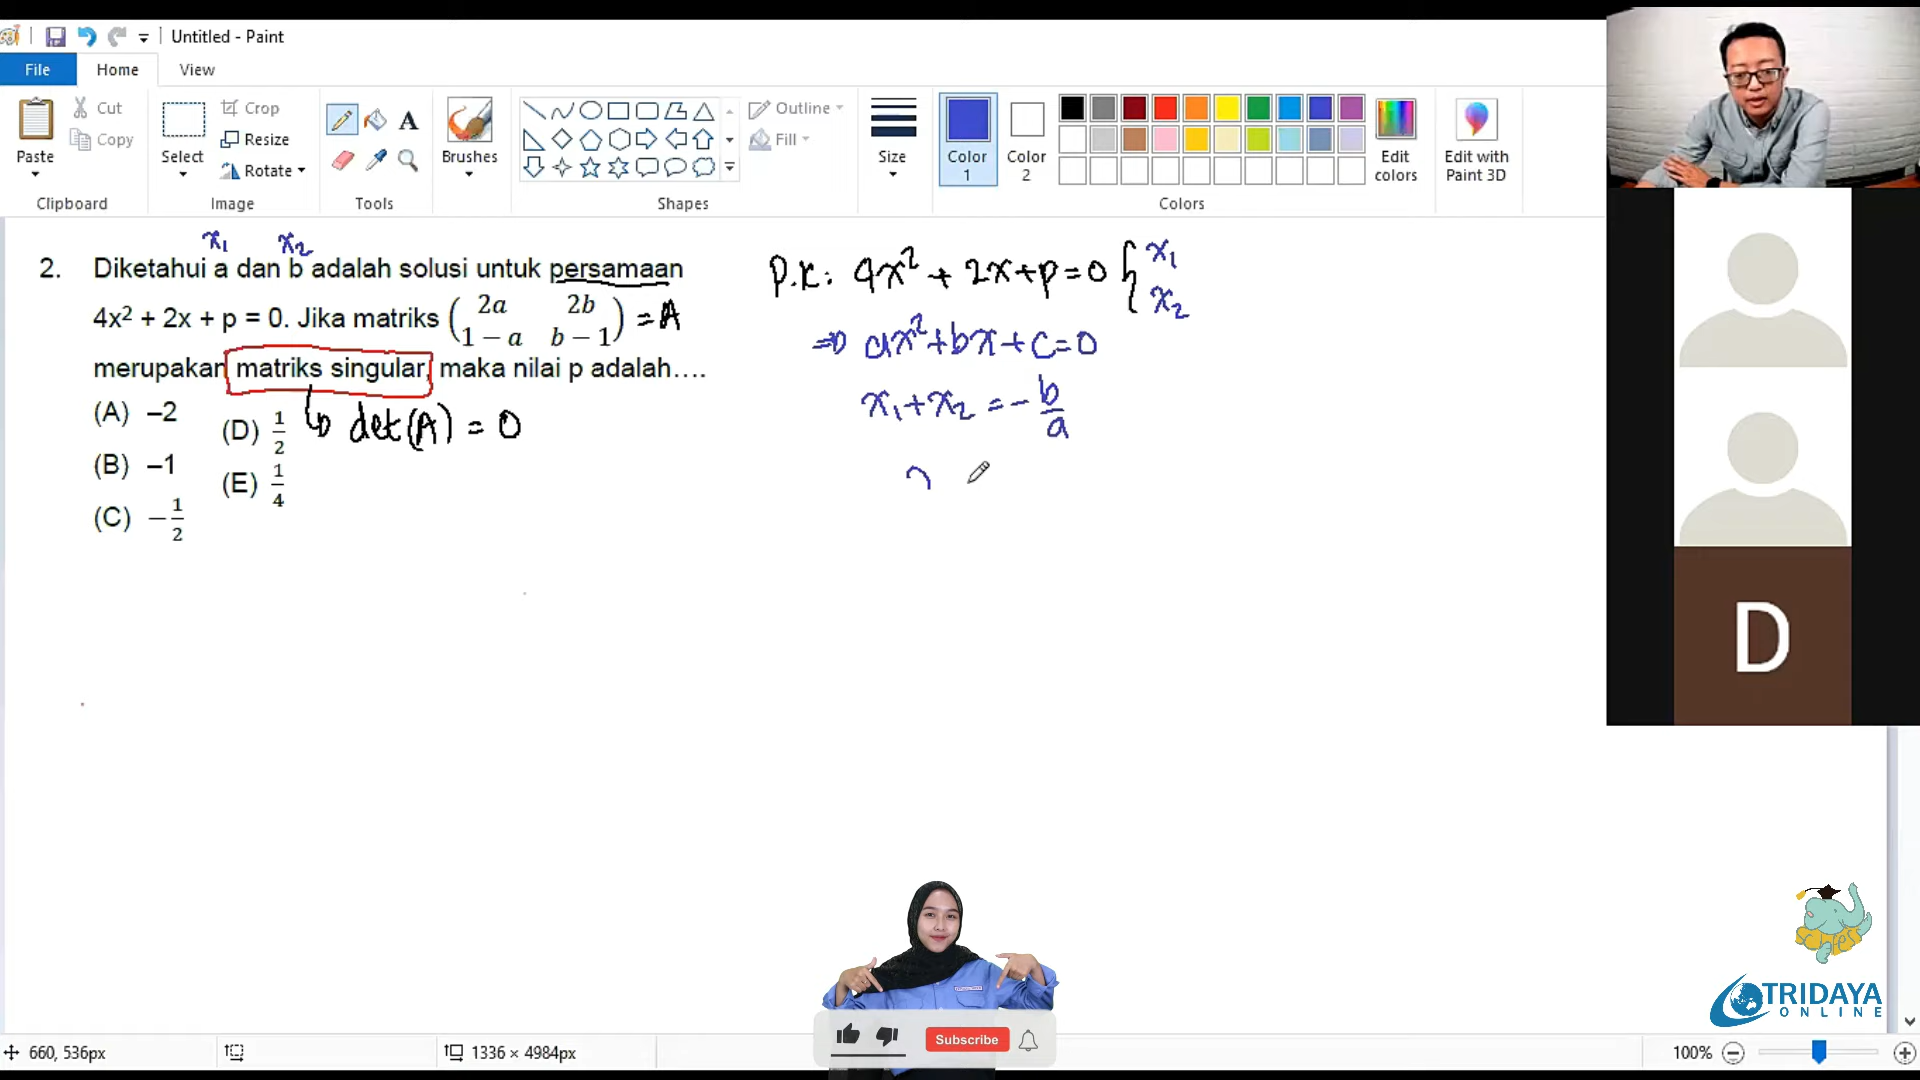 Untitled - Paint
File Home View
Paste
Cut
Copy
Clipboard
Select
Crop
Resize
Rotate
Image
Tools
Brushes
Outline
Fill
Shapes
Size
Color 1
Color 2
Edit colors
Edit with Paint 3D
Colors
x₁ x₂
2. Diketahui a dan b adalah solusi untuk persamaan
4x² + 2x + p = 0. Jika matriks (2a 2b
1 − a b − 1) = A
merupakan matriks singular, maka nilai p adalah….
(A) –2
(B) –1
(C) −1/2
(D) 1/2
(E) 1/4
det(A) = 0
P.K: 4x² + 2x + p = 0 { x₁
x₂
⇒ ax² + bx + c = 0
x₁ + x₂ = - b/a
D
Subscribe
TRIDAYA
ONLINE
660, 536px
1336 × 4984px
100%